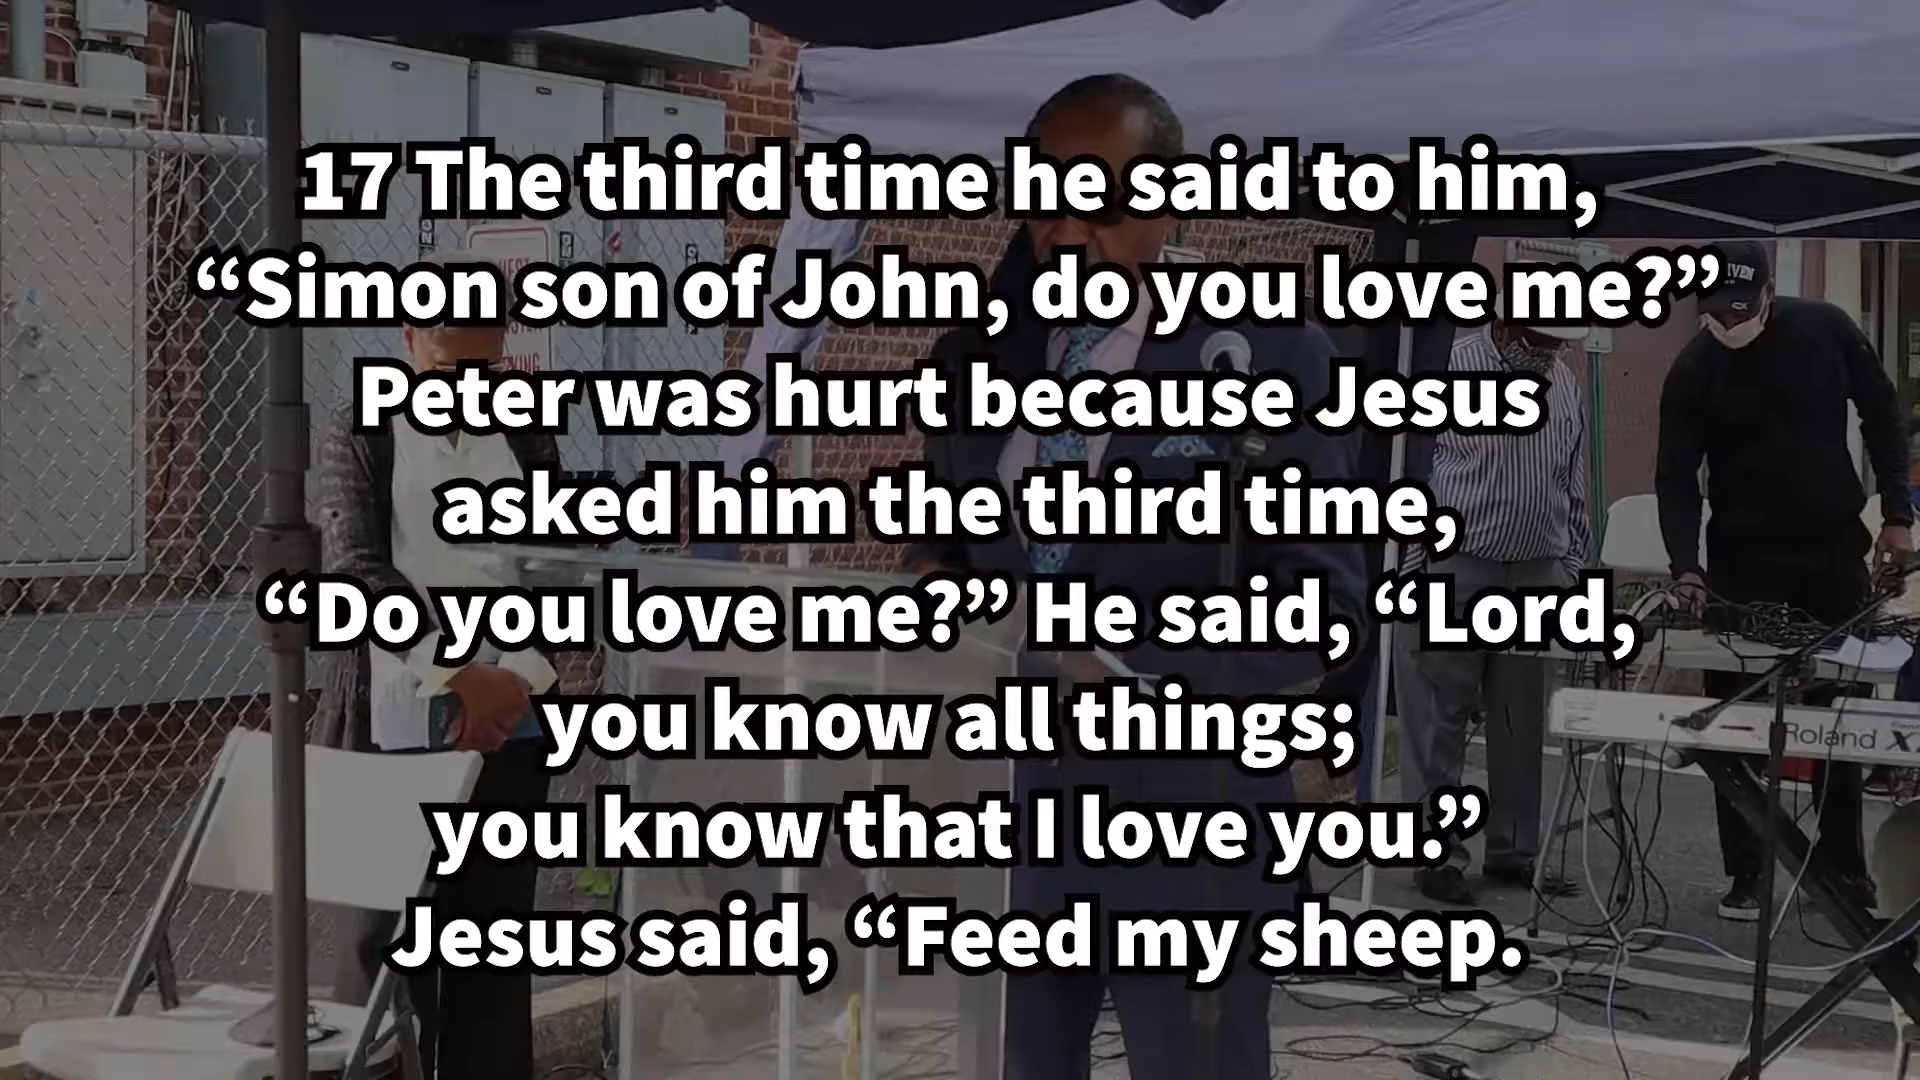 17 The third time he said to him,
“Simon son of John, do you love me?”
Peter was hurt because Jesus
asked him the third time,
“Do you love me?” He said, “Lord,
you know all things;
you know that I love you.”
Jesus said, “Feed my sheep.
Roland